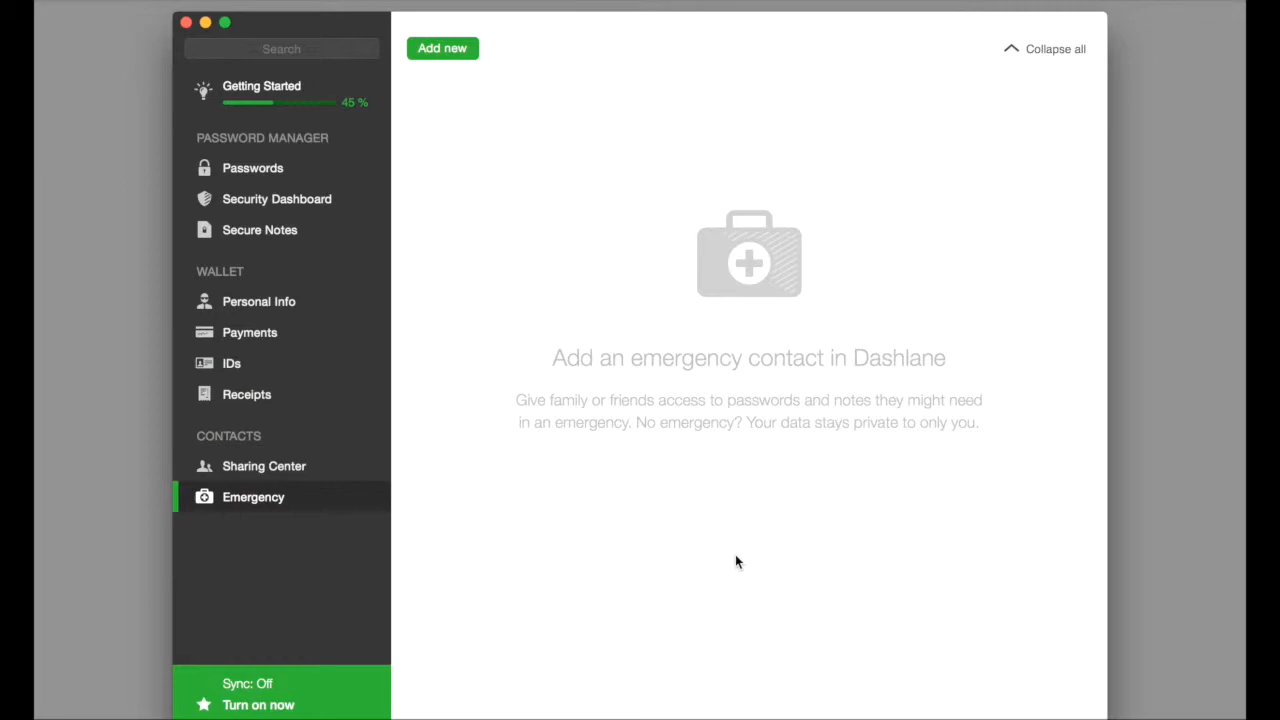 Search
Getting Started
45 %
PASSWORD MANAGER
Passwords
Security Dashboard
Secure Notes
WALLET
Personal Info
Payments
IDs
Receipts
CONTACTS
Sharing Center
Emergency
Sync: Off
Turn on now
Add new
Collapse all
Add an emergency contact in Dashlane
Give family or friends access to passwords and notes they might need
in an emergency. No emergency? Your data stays private to only you.